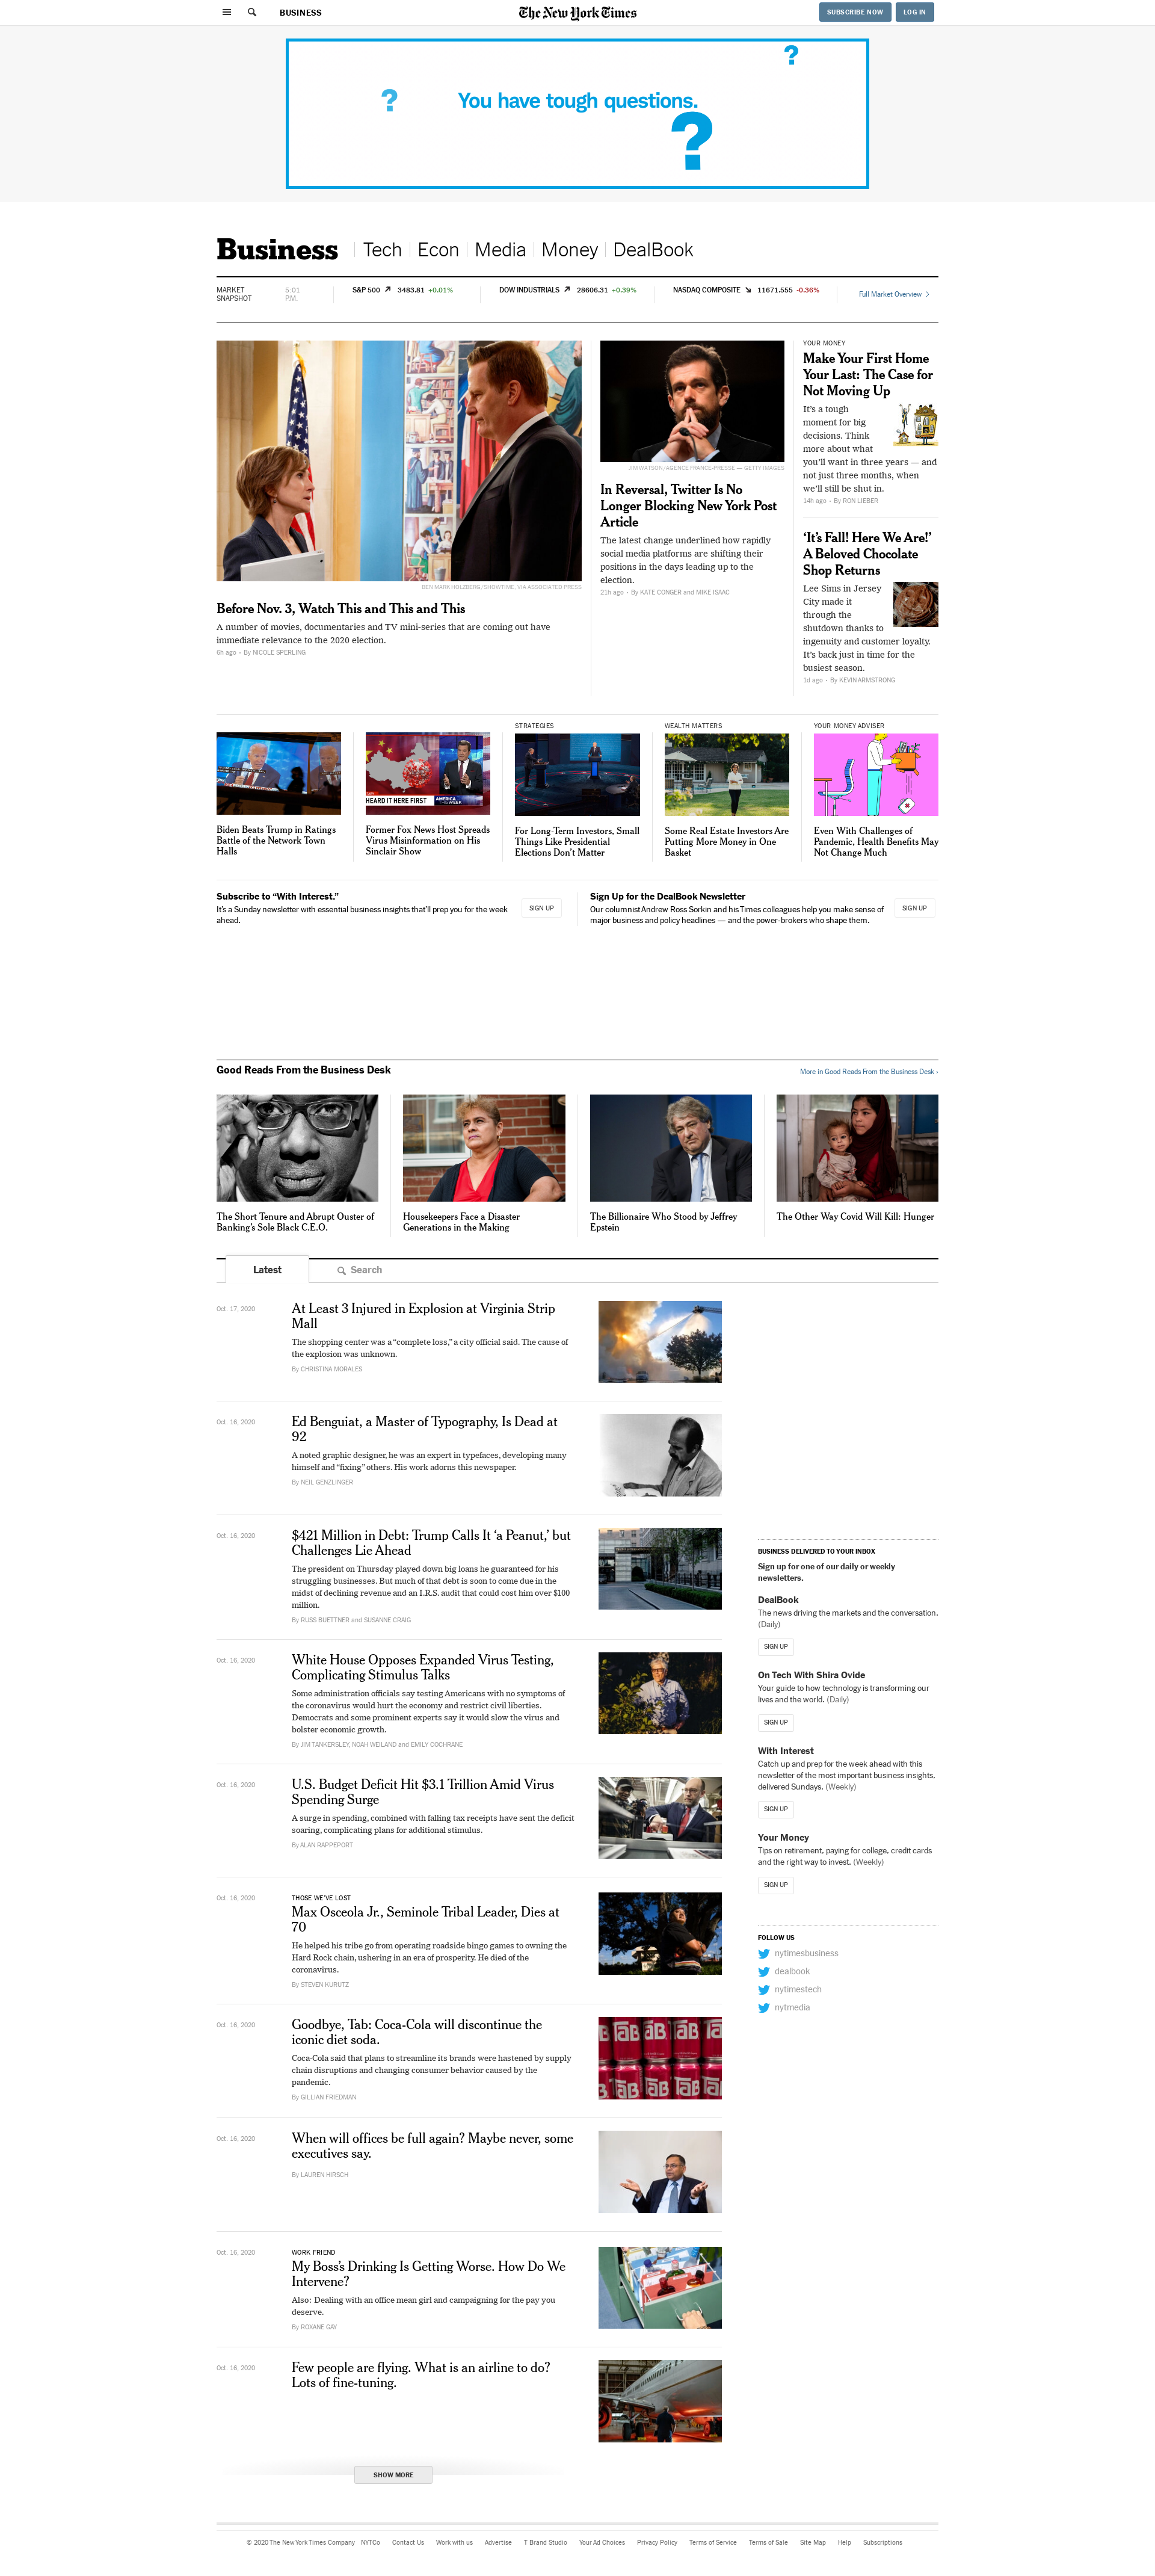 BUSINESS
The New York Times
SUBSCRIBE NOW
LOG IN
?
?
You have tough questions.
?
Business
Tech
Econ
Media
Money
DealBook
MARKET
SNAPSHOT
5:01
P.M.
S&P 500 3483.81 +0.01%
DOW INDUSTRIALS 28606.31 +0.39%
NASDAQ COMPOSITE 11671.555 -0.36%
Full Market Overview
BEN MARK HOLZBERG/SHOWTIME, VIA ASSOCIATED PRESS
Before Nov. 3, Watch This and This and This
A number of movies, documentaries and TV mini-series that are coming out have
immediate relevance to the 2020 election.
6h ago • By NICOLE SPERLING
JIM WATSON/AGENCE FRANCE-PRESSE — GETTY IMAGES
In Reversal, Twitter Is No
Longer Blocking New York Post
Article
The latest change underlined how rapidly
social media platforms are shifting their
positions in the days leading up to the
election.
21h ago • By KATE CONGER and MIKE ISAAC
YOUR MONEY
Make Your First Home
Your Last: The Case for
Not Moving Up
It’s a tough
moment for big
decisions. Think
more about what
you’ll want in three years — and
not just three months, when
we’ll still be shut in.
14h ago • By RON LIEBER
‘It’s Fall! Here We Are!’
A Beloved Chocolate
Shop Returns
Lee Sims in Jersey
City made it
through the
shutdown thanks to
ingenuity and customer loyalty.
It’s back just in time for the
busiest season.
1d ago • By KEVIN ARMSTRONG
Biden Beats Trump in Ratings
Battle of the Network Town
Halls
HEARD IT HERE FIRST
AMERICA
THIS WEEK
Former Fox News Host Spreads
Virus Misinformation on His
Sinclair Show
STRATEGIES
For Long-Term Investors, Small
Things Like Presidential
Elections Don’t Matter
WEALTH MATTERS
Some Real Estate Investors Are
Putting More Money in One
Basket
YOUR MONEY ADVISER
Even With Challenges of
Pandemic, Health Benefits May
Not Change Much
Subscribe to “With Interest.”
It’s a Sunday newsletter with essential business insights that’ll prep you for the week
ahead.
SIGN UP
Sign Up for the DealBook Newsletter
Our columnist Andrew Ross Sorkin and his Times colleagues help you make sense of
major business and policy headlines — and the power-brokers who shape them.
SIGN UP
Good Reads From the Business Desk
More in Good Reads From the Business Desk ›
The Short Tenure and Abrupt Ouster of
Banking’s Sole Black C.E.O.
Housekeepers Face a Disaster
Generations in the Making
The Billionaire Who Stood by Jeffrey
Epstein
The Other Way Covid Will Kill: Hunger
Latest
Search
Oct. 17, 2020
At Least 3 Injured in Explosion at Virginia Strip
Mall
The shopping center was a “complete loss,” a city official said. The cause of
the explosion was unknown.
By CHRISTINA MORALES
Oct. 16, 2020
Ed Benguiat, a Master of Typography, Is Dead at
92
A noted graphic designer, he was an expert in typefaces, developing many
himself and “fixing” others. His work adorns this newspaper.
By NEIL GENZLINGER
Oct. 16, 2020
$421 Million in Debt: Trump Calls It ‘a Peanut,’ but
Challenges Lie Ahead
The president on Thursday played down big loans he guaranteed for his
struggling businesses. But much of that debt is soon to come due in the
midst of declining revenue and an I.R.S. audit that could cost him over $100
million.
By RUSS BUETTNER and SUSANNE CRAIG
Oct. 16, 2020
White House Opposes Expanded Virus Testing,
Complicating Stimulus Talks
Some administration officials say testing Americans with no symptoms of
the coronavirus would hurt the economy and restrict civil liberties.
Democrats and some prominent experts say it would slow the virus and
bolster economic growth.
By JIM TANKERSLEY, NOAH WEILAND and EMILY COCHRANE
Oct. 16, 2020
U.S. Budget Deficit Hit $3.1 Trillion Amid Virus
Spending Surge
A surge in spending, combined with falling tax receipts have sent the deficit
soaring, complicating plans for additional stimulus.
By ALAN RAPPEPORT
Oct. 16, 2020
THOSE WE’VE LOST
Max Osceola Jr., Seminole Tribal Leader, Dies at
70
He helped his tribe go from operating roadside bingo games to owning the
Hard Rock chain, ushering in an era of prosperity. He died of the
coronavirus.
By STEVEN KURUTZ
Oct. 16, 2020
Goodbye, Tab: Coca-Cola will discontinue the
iconic diet soda.
Coca-Cola said that plans to streamline its brands were hastened by supply
chain disruptions and changing consumer behavior caused by the
pandemic.
By GILLIAN FRIEDMAN
TaB TaB TaB TaB
TaB TaB TaB
Oct. 16, 2020
When will offices be full again? Maybe never, some
executives say.
By LAUREN HIRSCH
Oct. 16, 2020
WORK FRIEND
My Boss’s Drinking Is Getting Worse. How Do We
Intervene?
Also: Dealing with an office mean girl and campaigning for the pay you
deserve.
By ROXANE GAY
Oct. 16, 2020
Few people are flying. What is an airline to do?
Lots of fine-tuning.
SHOW MORE
BUSINESS DELIVERED TO YOUR INBOX
Sign up for one of our daily or weekly
newsletters.
DealBook
The news driving the markets and the conversation.
(Daily)
SIGN UP
On Tech With Shira Ovide
Your guide to how technology is transforming our
lives and the world. (Daily)
SIGN UP
With Interest
Catch up and prep for the week ahead with this
newsletter of the most important business insights,
delivered Sundays. (Weekly)
SIGN UP
Your Money
Tips on retirement, paying for college, credit cards
and the right way to invest. (Weekly)
SIGN UP
FOLLOW US
nytimesbusiness
dealbook
nytimestech
nytmedia
© 2020 The New York Times Company NYTCo Contact Us Work with us Advertise T Brand Studio Your Ad Choices Privacy Policy Terms of Service Terms of Sale Site Map Help Subscriptions